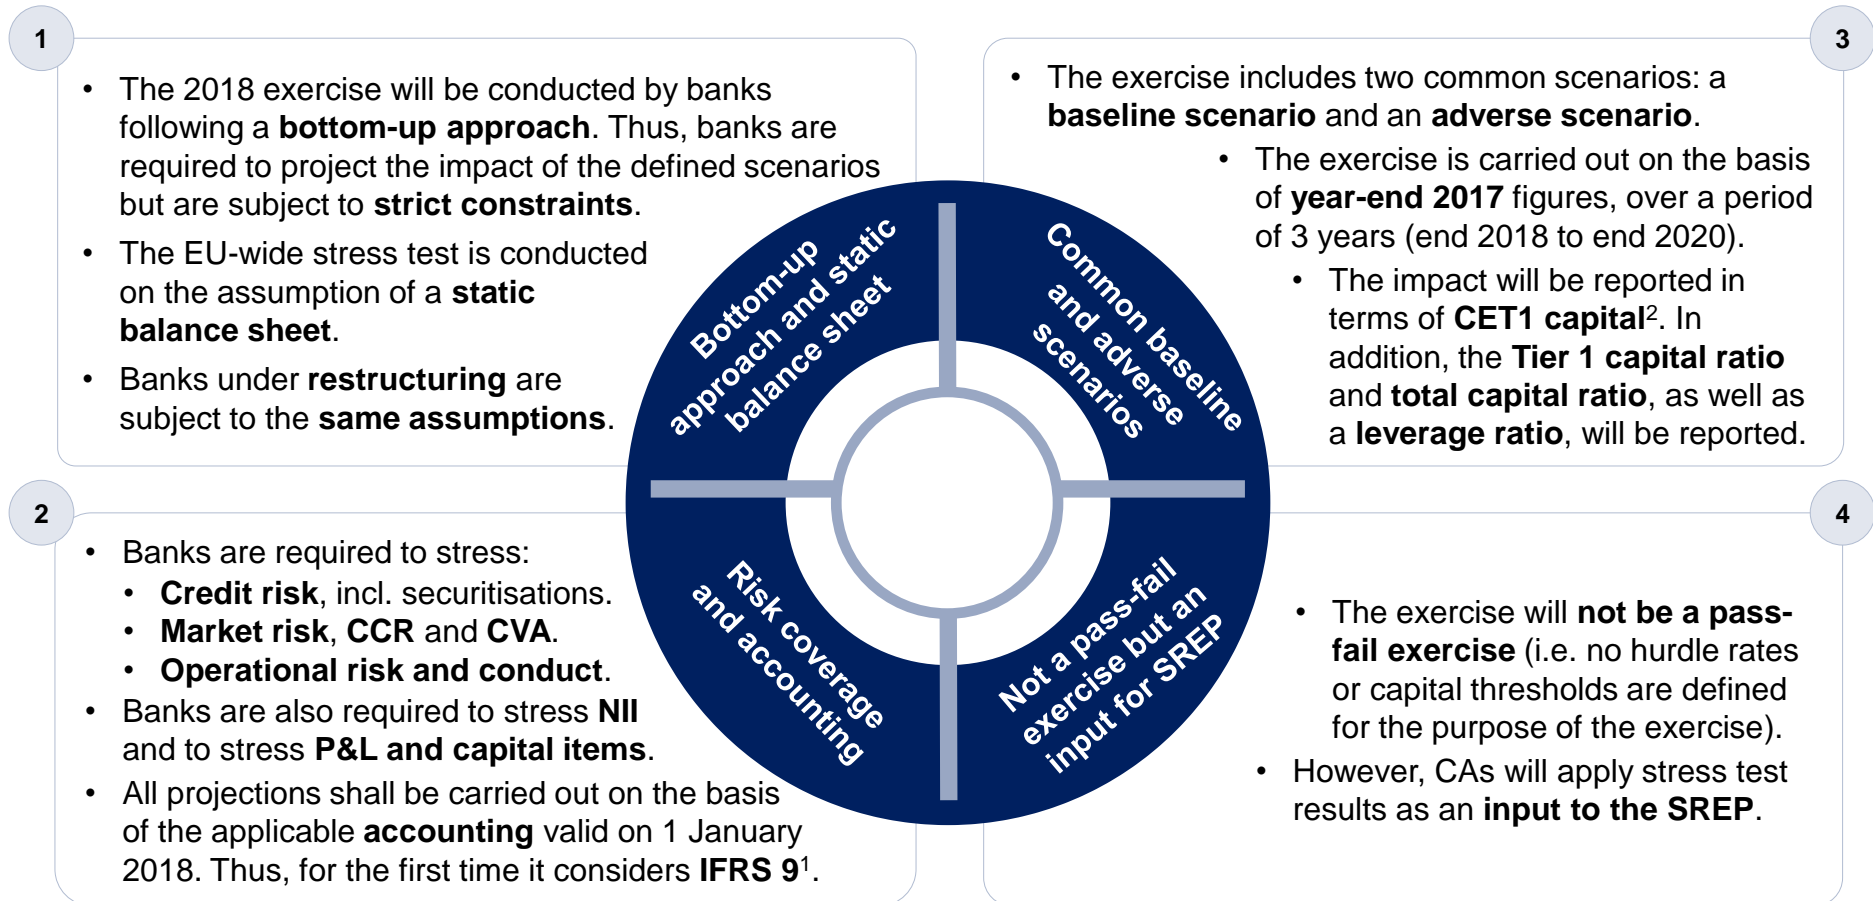 1
• The 2018 exercise will be conducted by banks
following a bottom-up approach. Thus, banks are
required to project the impact of the defined scenarios
but are subject to strict constraints.
• The EU-wide stress test is conducted
on the assumption of a static
balance sheet.
• Banks under restructuring are
subject to the same assumptions.
2
• Banks are required to stress:
• Credit risk, incl. securitisations.
• Market risk, CCR and CVA.
• Operational risk and conduct.
• Banks are also required to stress NII
and to stress P&L and capital items.
• All projections shall be carried out on the basis
of the applicable accounting valid on 1 January
2018. Thus, for the first time it considers IFRS 9¹.
Bottom-up
approach and static
balance sheet
Common baseline
and adverse
scenarios
Risk coverage
and accounting
Not a pass-fail
exercise but an
input for SREP
3
• The exercise includes two common scenarios: a
baseline scenario and an adverse scenario.
• The exercise is carried out on the basis
of year-end 2017 figures, over a period
of 3 years (end 2018 to end 2020).
• The impact will be reported in
terms of CET1 capital². In
addition, the Tier 1 capital ratio
and total capital ratio, as well as
a leverage ratio, will be reported.
4
• The exercise will not be a pass-
fail exercise (i.e. no hurdle rates
or capital thresholds are defined
for the purpose of the exercise).
• However, CAs will apply stress test
results as an input to the SREP.